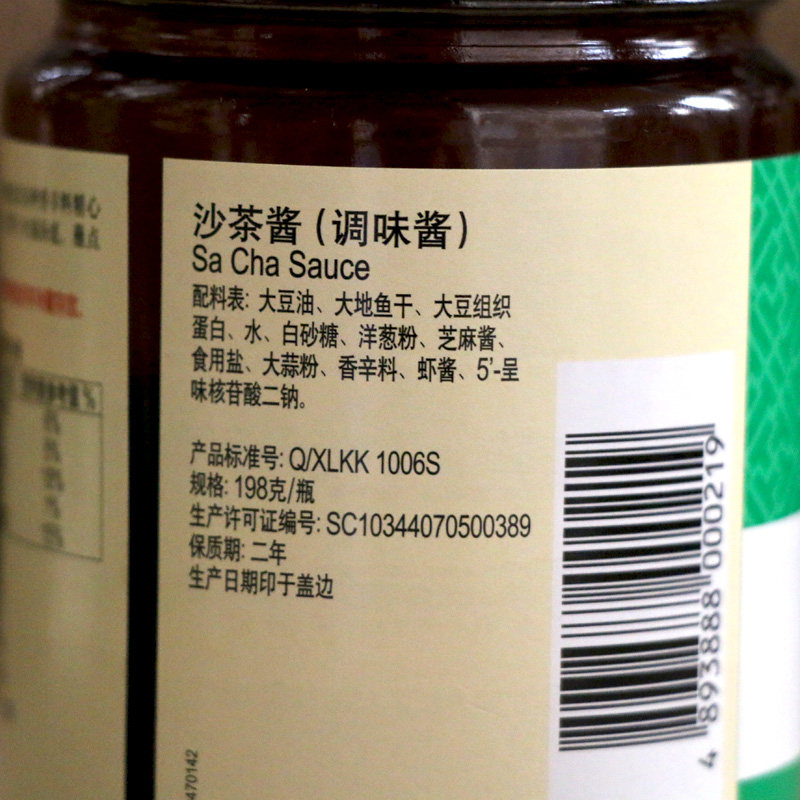 沙茶酱（调味酱）
Sa Cha Sauce
配料表: 大豆油、大地鱼干、大豆组织
蛋白、水、白砂糖、洋葱粉、芝麻酱、
食用盐、大蒜粉、香辛料、虾酱、5'-呈
味核苷酸二钠。
产品标准号: Q/XLKK 1006S
规格: 198克/瓶
生产许可证编号: SC10344070500389
保质期: 二年
生产日期印于盖边
4 893888 000219
470142